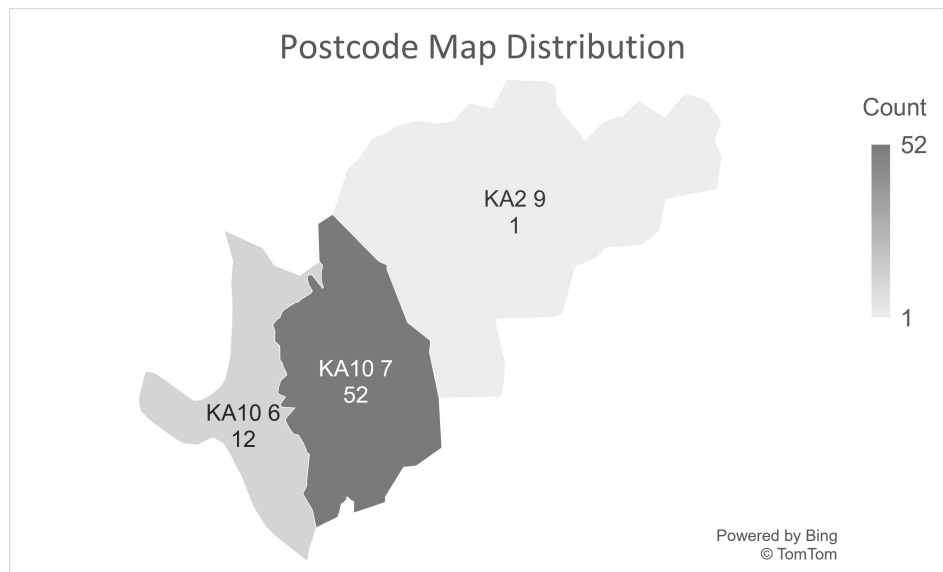 Postcode Map Distribution
Count
52
1
KA2 9
1
KA10 7
52
KA10 6
12
Powered by Bing
© TomTom